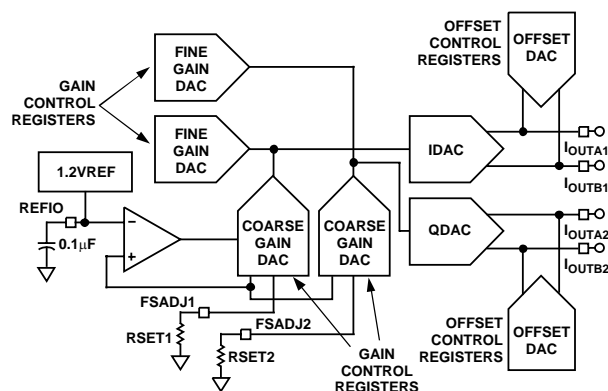 FINE
GAIN
DAC
OFFSET
CONTROL
REGISTERS
OFFSET
DAC
GAIN
CONTROL
REGISTERS
FINE
GAIN
DAC
IDAC
IOUTA1
IOUTB1
1.2VREF
REFIO
0.1µF
–
+
COARSE
GAIN
DAC
COARSE
GAIN
DAC
QDAC
IOUTA2
IOUTB2
FSADJ1
RSET1
FSADJ2
RSET2
GAIN
CONTROL
REGISTERS
OFFSET
CONTROL
REGISTERS
OFFSET
DAC